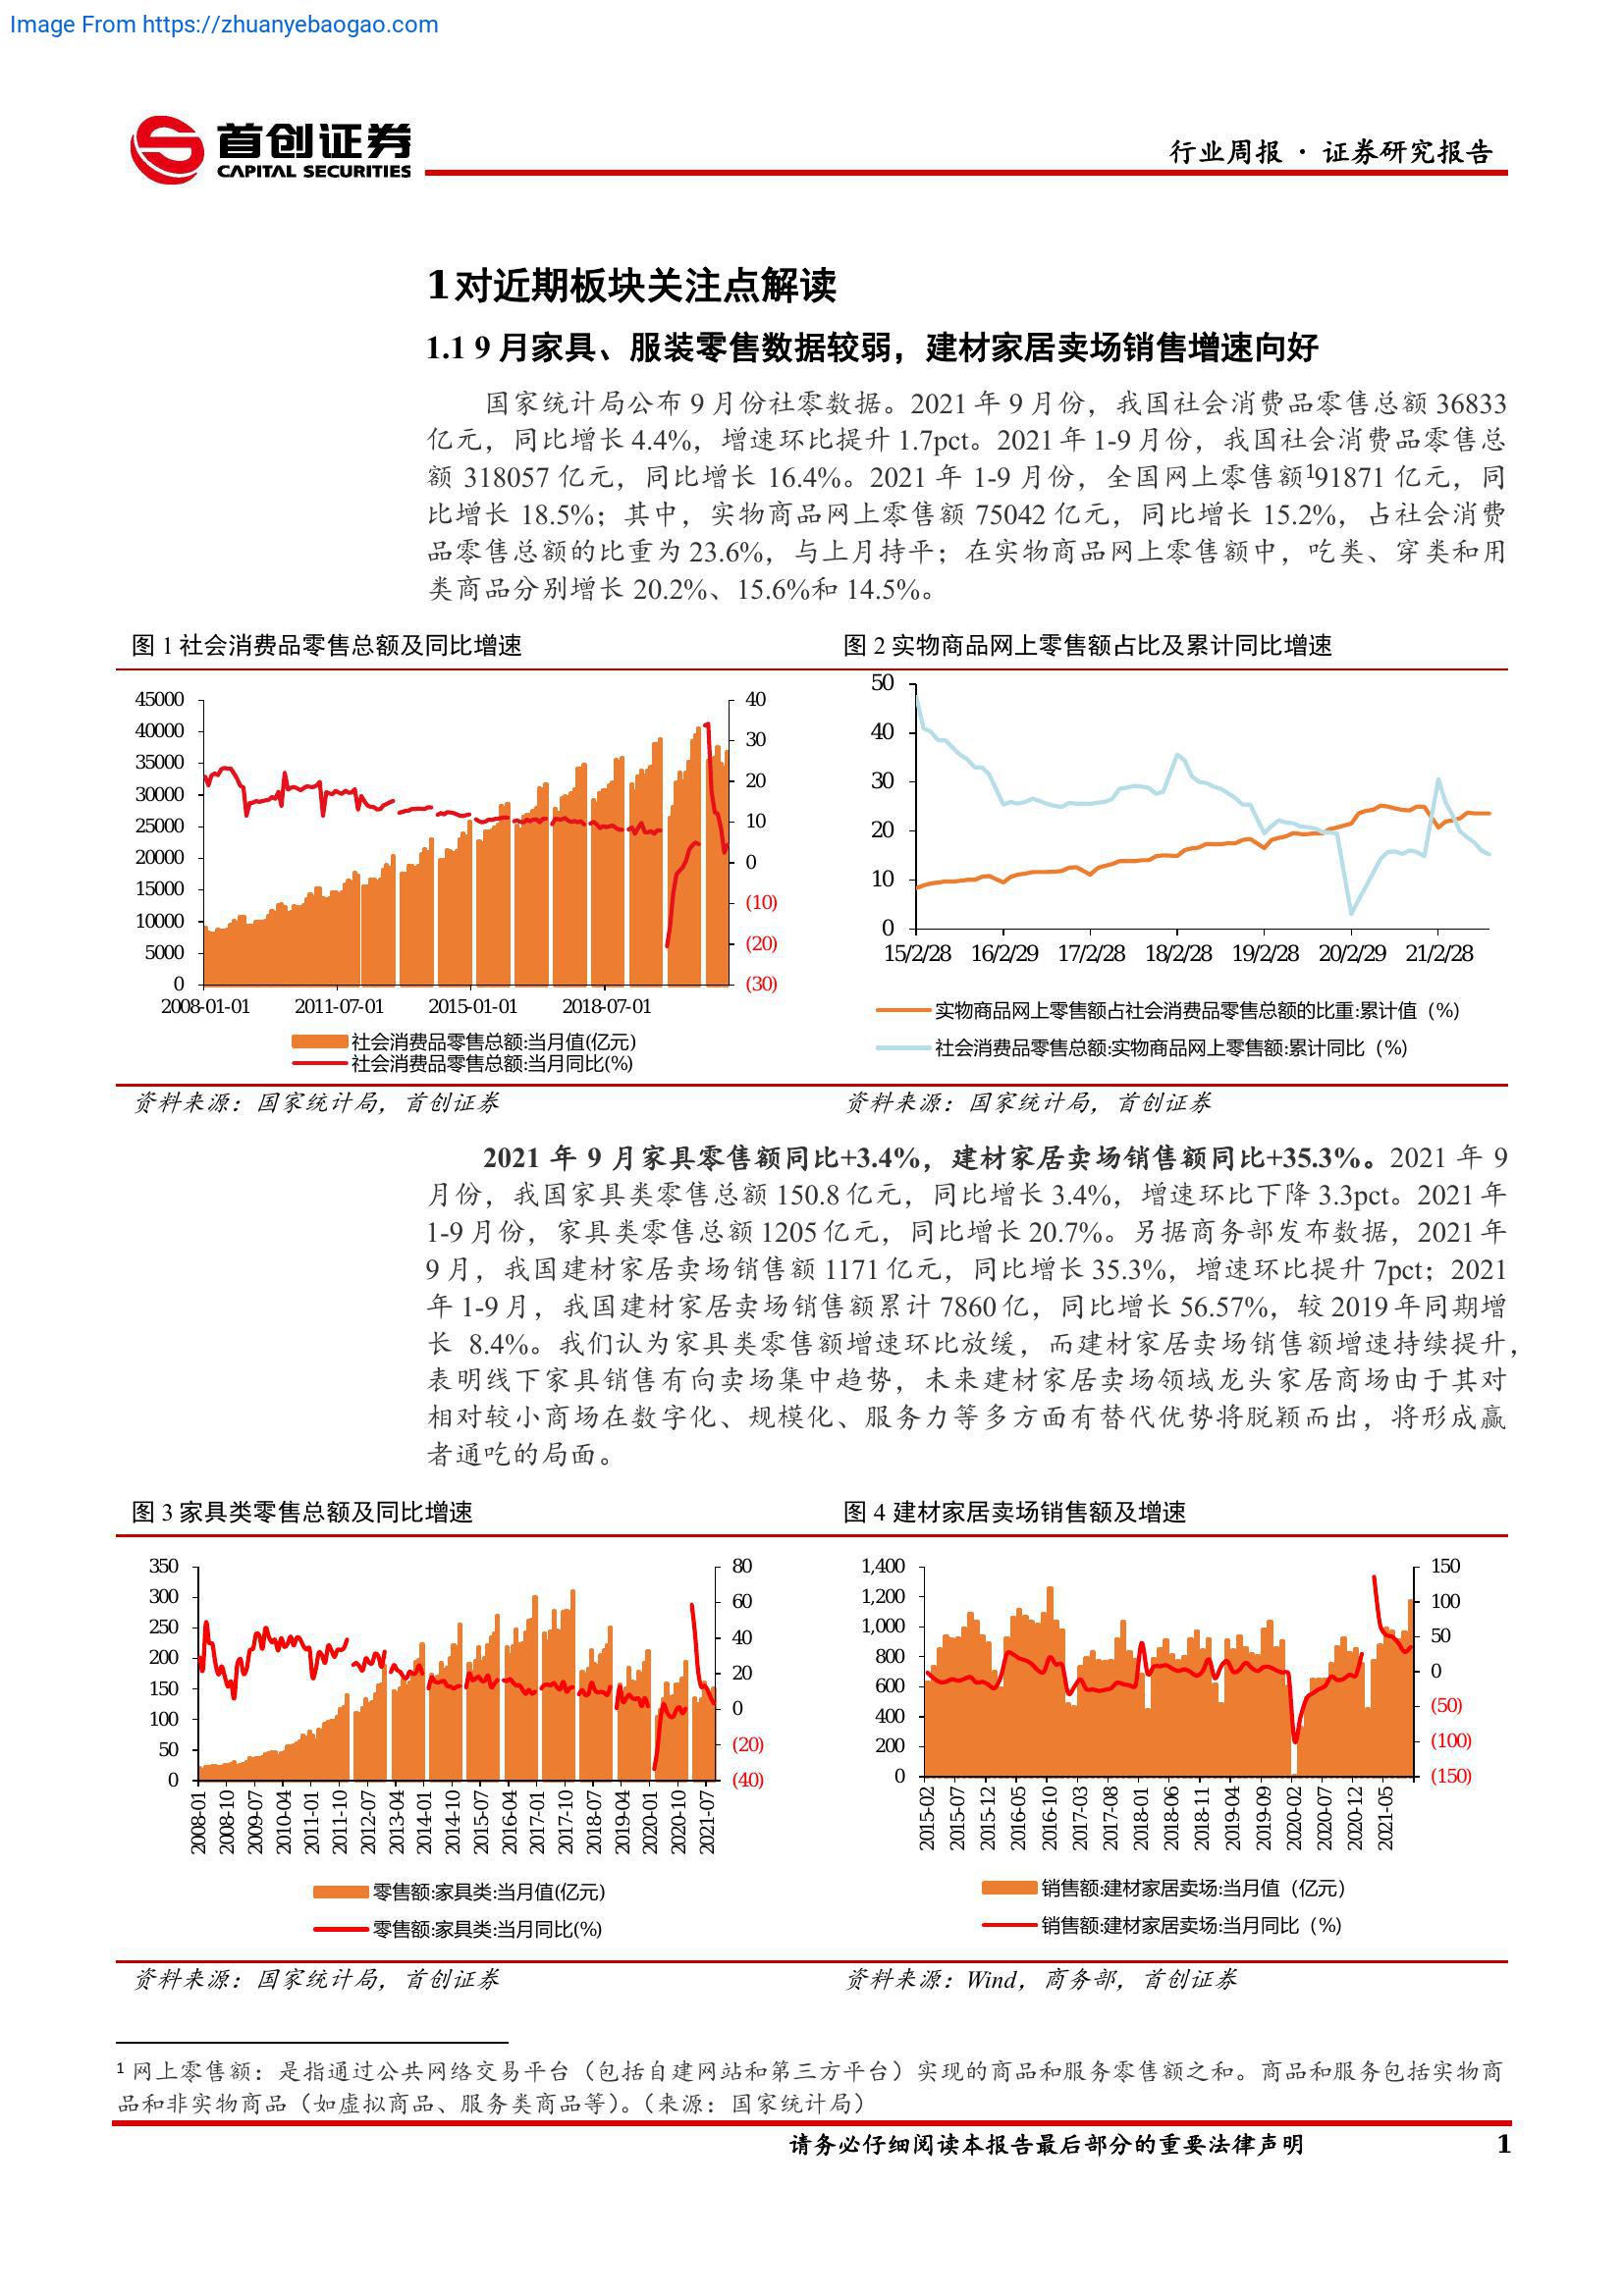 Image From https://zhuanyebaogao.com
首创证券
CAPITAL SECURITIES
行业周报 · 证券研究报告
1 对近期板块关注点解读
1.1 9 月家具、服装零售数据较弱，建材家居卖场销售增速向好
国家统计局公布 9 月份社零数据。2021 年 9 月份，我国社会消费品零售总额 36833
亿元，同比增长 4.4%，增速环比提升 1.7pct。2021 年 1-9 月份，我国社会消费品零售总
额 318057 亿元，同比增长 16.4%。2021 年 1-9 月份，全国网上零售额¹91871 亿元，同
比增长 18.5%；其中，实物商品网上零售额 75042 亿元，同比增长 15.2%，占社会消费
品零售总额的比重为 23.6%，与上月持平；在实物商品网上零售额中，吃类、穿类和用
类商品分别增长 20.2%、15.6%和 14.5%。
图 1 社会消费品零售总额及同比增速
45000
40000
35000
30000
25000
20000
15000
10000
5000
0
40
30
20
10
0
(10)
(20)
(30)
2008-01-01 2011-07-01 2015-01-01 2018-07-01
社会消费品零售总额:当月值(亿元)
社会消费品零售总额:当月同比(%)
资料来源：国家统计局，首创证券
图 2 实物商品网上零售额占比及累计同比增速
50
40
30
20
10
0
15/2/28 16/2/29 17/2/28 18/2/28 19/2/28 20/2/29 21/2/28
实物商品网上零售额占社会消费品零售总额的比重:累计值（%）
社会消费品零售总额:实物商品网上零售额:累计同比（%）
资料来源：国家统计局，首创证券
2021 年 9 月家具零售额同比+3.4%，建材家居卖场销售额同比+35.3%。2021 年 9
月份，我国家具类零售总额 150.8 亿元，同比增长 3.4%，增速环比下降 3.3pct。2021 年
1-9 月份，家具类零售总额 1205 亿元，同比增长 20.7%。另据商务部发布数据，2021 年
9 月，我国建材家居卖场销售额 1171 亿元，同比增长 35.3%，增速环比提升 7pct；2021
年 1-9 月，我国建材家居卖场销售额累计 7860 亿，同比增长 56.57%，较 2019 年同期增
长 8.4%。我们认为家具类零售额增速环比放缓，而建材家居卖场销售额增速持续提升，
表明线下家具销售有向卖场集中趋势，未来建材家居卖场领域龙头家居商场由于其对
相对较小商场在数字化、规模化、服务力等多方面有替代优势将脱颖而出，将形成赢
者通吃的局面。
图 3 家具类零售总额及同比增速
350
300
250
200
150
100
50
0
80
60
40
20
0
(20)
(40)
2008-01 2008-10 2009-07 2010-04 2011-01 2011-10 2012-07 2013-04 2014-01 2014-10 2015-07 2016-04 2017-01 2017-10 2018-07 2019-04 2020-01 2020-10 2021-07
零售额:家具类:当月值(亿元)
零售额:家具类:当月同比(%)
资料来源：国家统计局，首创证券
图 4 建材家居卖场销售额及增速
1,400
1,200
1,000
800
600
400
200
0
150
100
50
0
(50)
(100)
(150)
2015-02 2015-07 2015-12 2016-05 2016-10 2017-03 2017-08 2018-01 2018-06 2018-11 2019-04 2019-09 2020-02 2020-07 2020-12 2021-05
销售额:建材家居卖场:当月值（亿元）
销售额:建材家居卖场:当月同比（%）
资料来源：Wind，商务部，首创证券
¹ 网上零售额：是指通过公共网络交易平台（包括自建网站和第三方平台）实现的商品和服务零售额之和。商品和服务包括实物商
品和非实物商品（如虚拟商品、服务类商品等）。（来源：国家统计局）
请务必仔细阅读本报告最后部分的重要法律声明
1